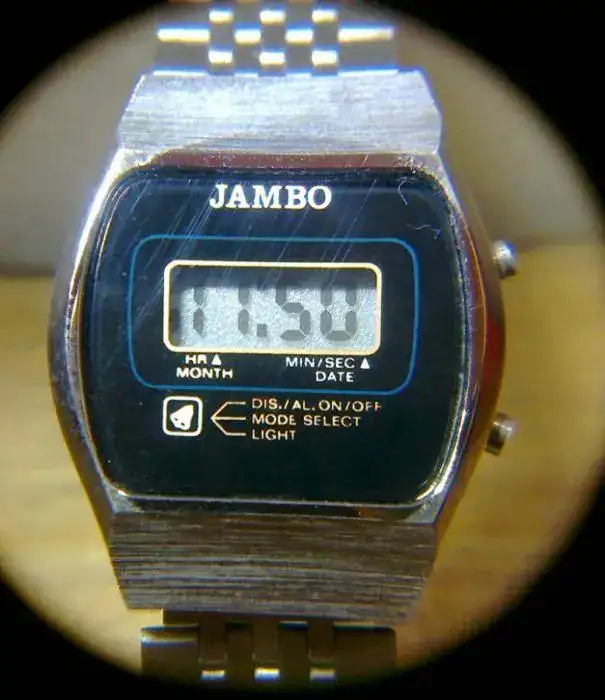 JAMBO
11.50
HR ▲ MIN/SEC ▲
MONTH DATE
DIS./AL.ON/OFF
MODE SELECT
LIGHT